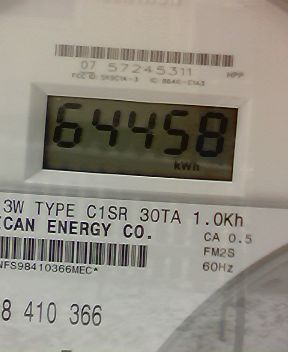 07 57245311 HPP
64458
kWh
3W TYPE C1SR 30TA 1.0Kh
CAN ENERGY CO. CA 0.5
FM2S
NFS98410366MEC* 60Hz
8 410 366